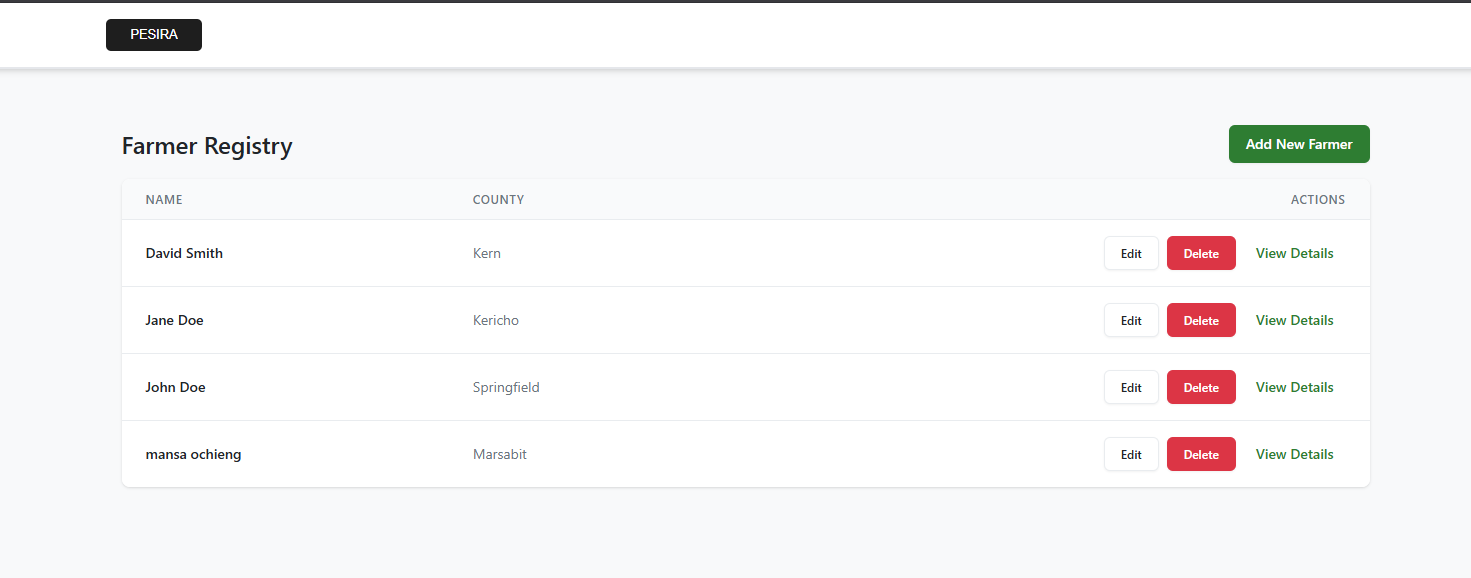 PESIRA
Farmer Registry
Add New Farmer
NAME COUNTY ACTIONS
David Smith Kern Edit Delete View Details
Jane Doe Kericho Edit Delete View Details
John Doe Springfield Edit Delete View Details
mansa ochieng Marsabit Edit Delete View Details